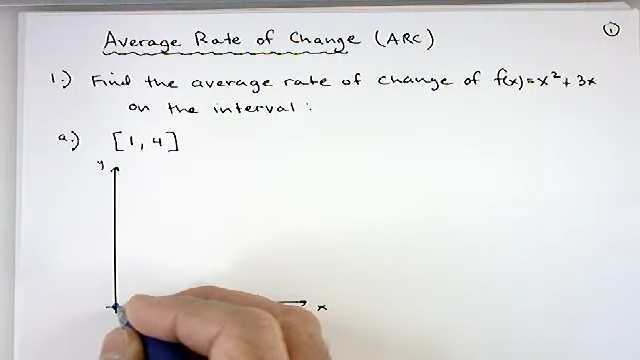 ①
Average Rate of Change (ARC)
1.) Find the average rate of change of f(x)=x²+3x
on the interval:
a.) [1, 4]
y
x